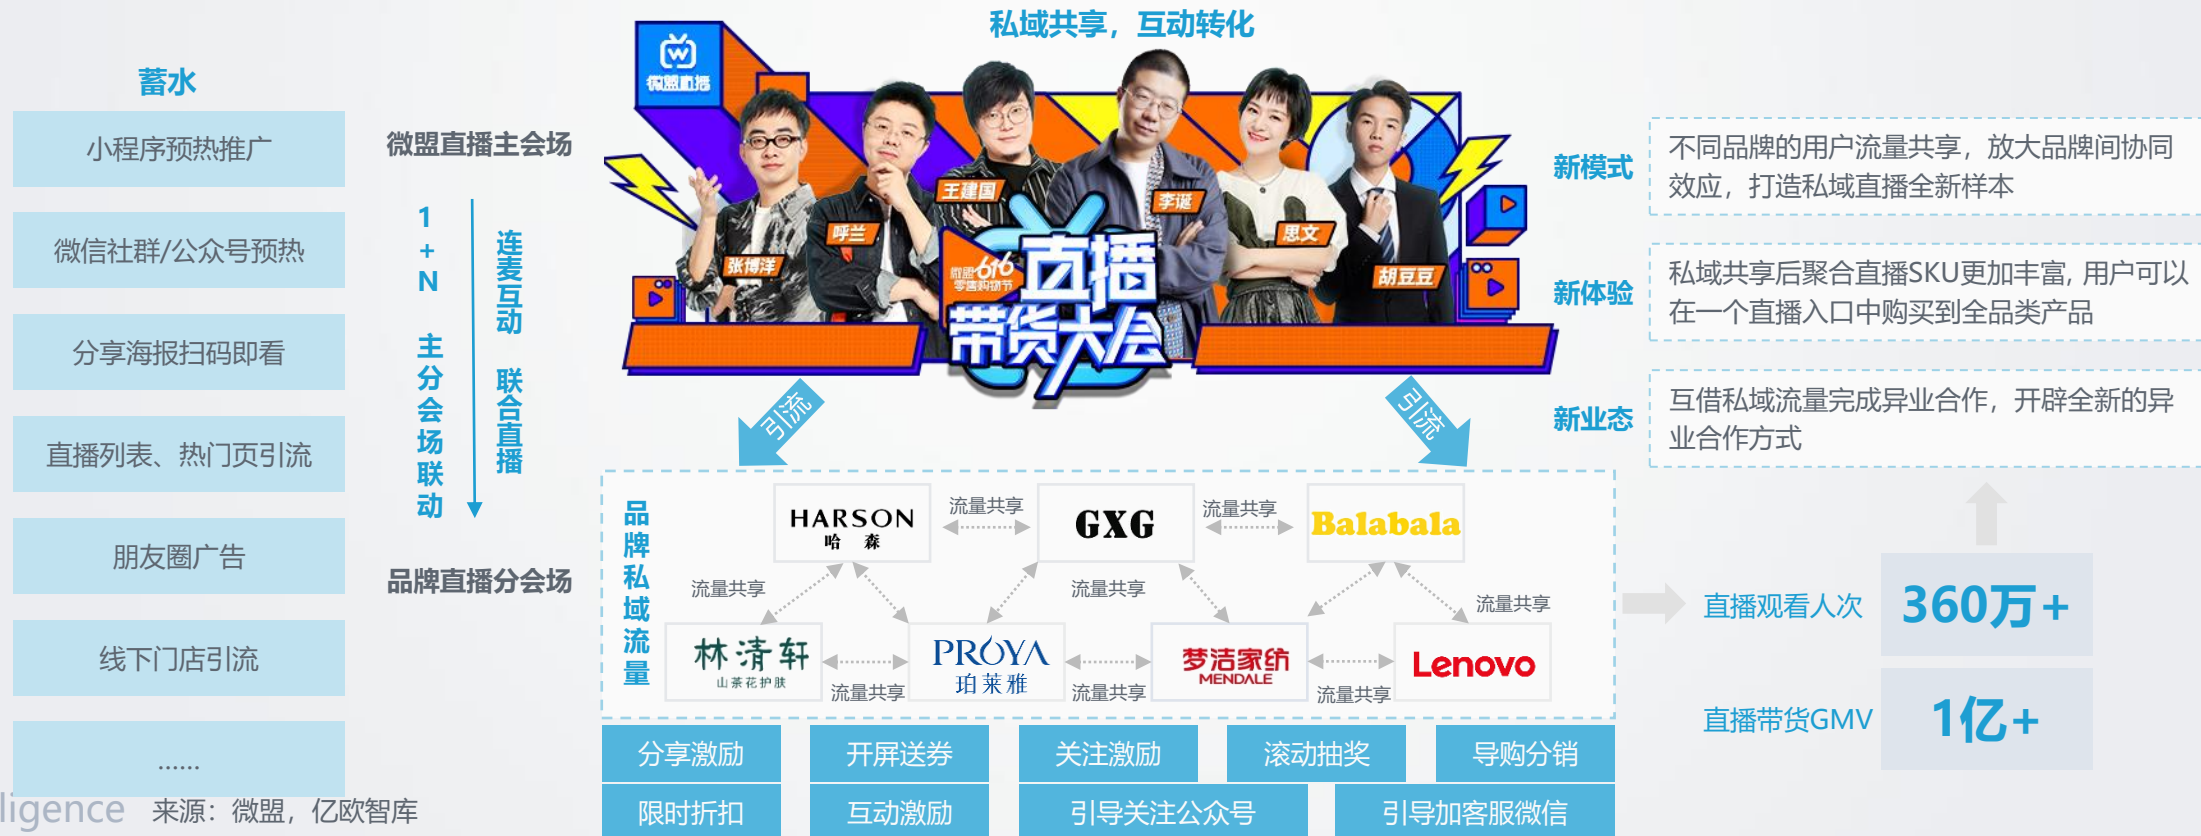 私域共享，互动转化
蓄水
小程序预热推广
微信社群/公众号预热
分享海报扫码即看
直播列表、热门页引流
朋友圈广告
线下门店引流
······
微盟直播主会场
1+N 主分会场联动
连麦互动 联合直播
品牌直播分会场
微盟直播
张博洋
呼兰
王建国
李诞
思文
胡豆豆
微盟616
零售购物节
直播
带货大会
引流
引流
品牌私域流量
HARSON
哈 森
流量共享
GXG
流量共享
Balabala
流量共享
流量共享
流量共享
林清轩
山茶花护肤
流量共享
PRÓYA
珀莱雅
流量共享
梦洁家纺
MENDALE
流量共享
Lenovo
分享激励
开屏送券
关注激励
滚动抽奖
导购分销
限时折扣
互动激励
引导关注公众号
引导加客服微信
新模式
不同品牌的用户流量共享，放大品牌间协同
效应，打造私域直播全新样本
新体验
私域共享后聚合直播SKU更加丰富, 用户可以
在一个直播入口中购买到全品类产品
新业态
互借私域流量完成异业合作，开辟全新的异
业合作方式
直播观看人次
360万+
直播带货GMV
1亿+
ligence
来源：微盟，亿欧智库